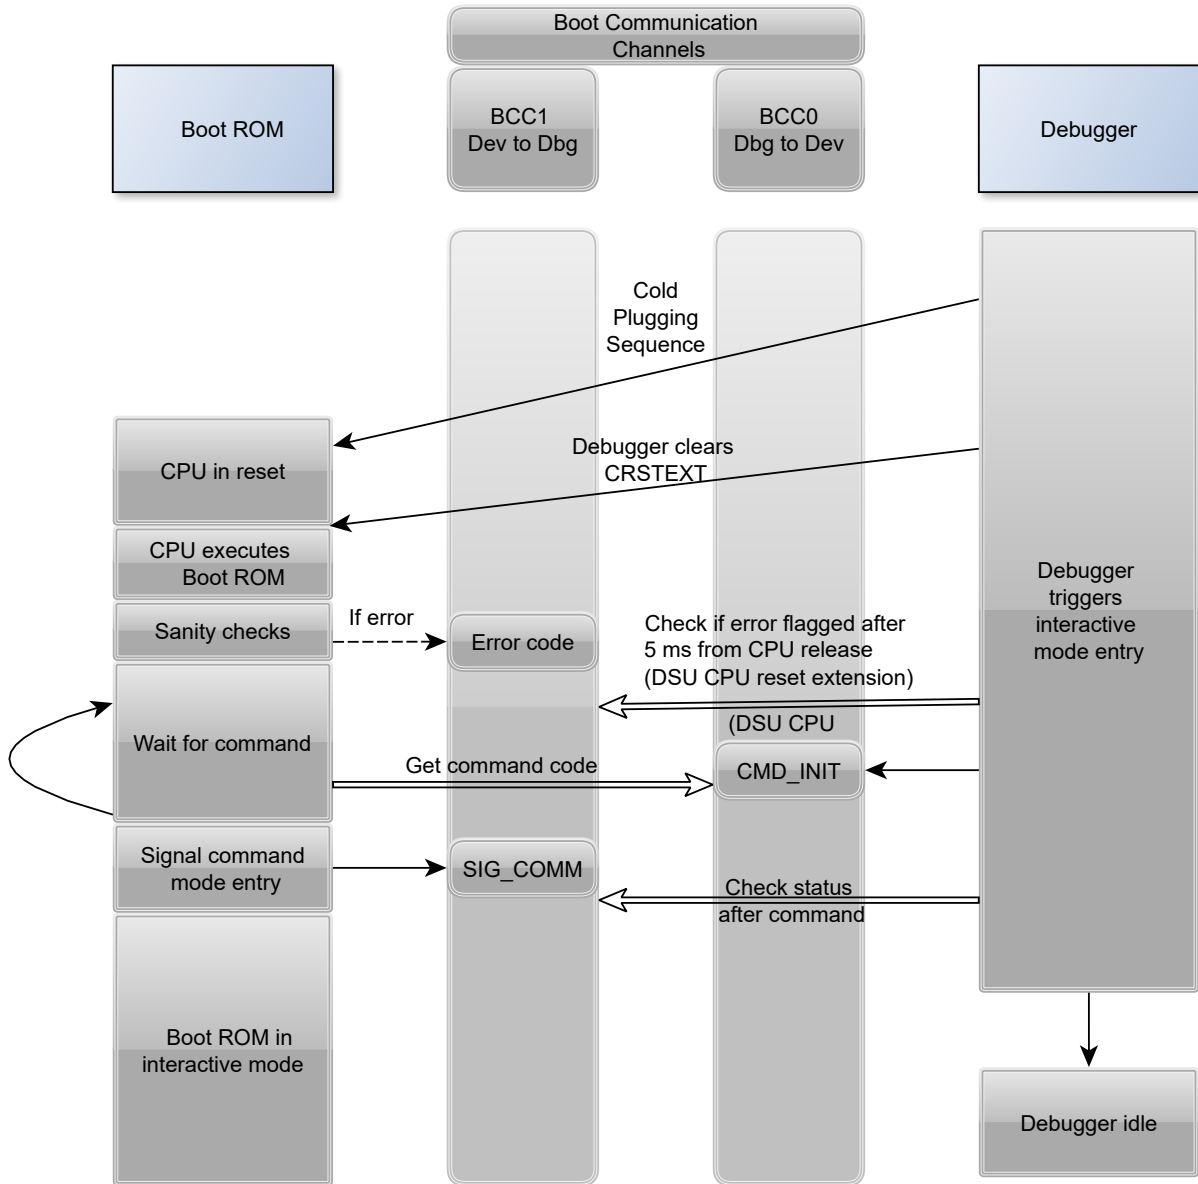 Boot Communication
Channels
Boot ROM
BCC1
Dev to Dbg
BCC0
Dbg to Dev
Debugger
Cold
Plugging
Sequence
CPU in reset
Debugger clears
CRSTEXT
CPU executes
Boot ROM
Debugger
triggers
interactive
mode entry
Sanity checks
If error
Error code
Check if error flagged after
5 ms from CPU release
(DSU CPU reset extension)
(DSU CPU
Wait for command
Get command code
CMD_INIT
Signal command
mode entry
SIG_COMM
Check status
after command
Boot ROM in
interactive mode
Debugger idle